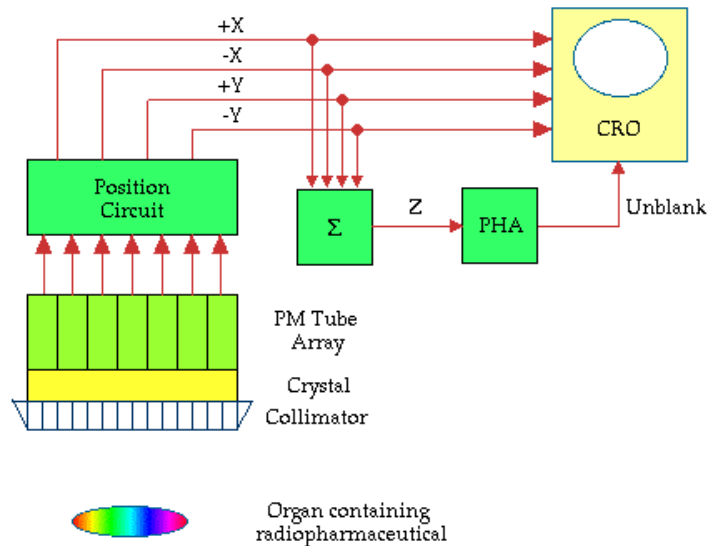 +X
-X
+Y
-Y
CRO
Position
Circuit
Σ
Z
PHA
Unblank
PM Tube
Array
Crystal
Collimator
Organ containing
radiopharmaceutical